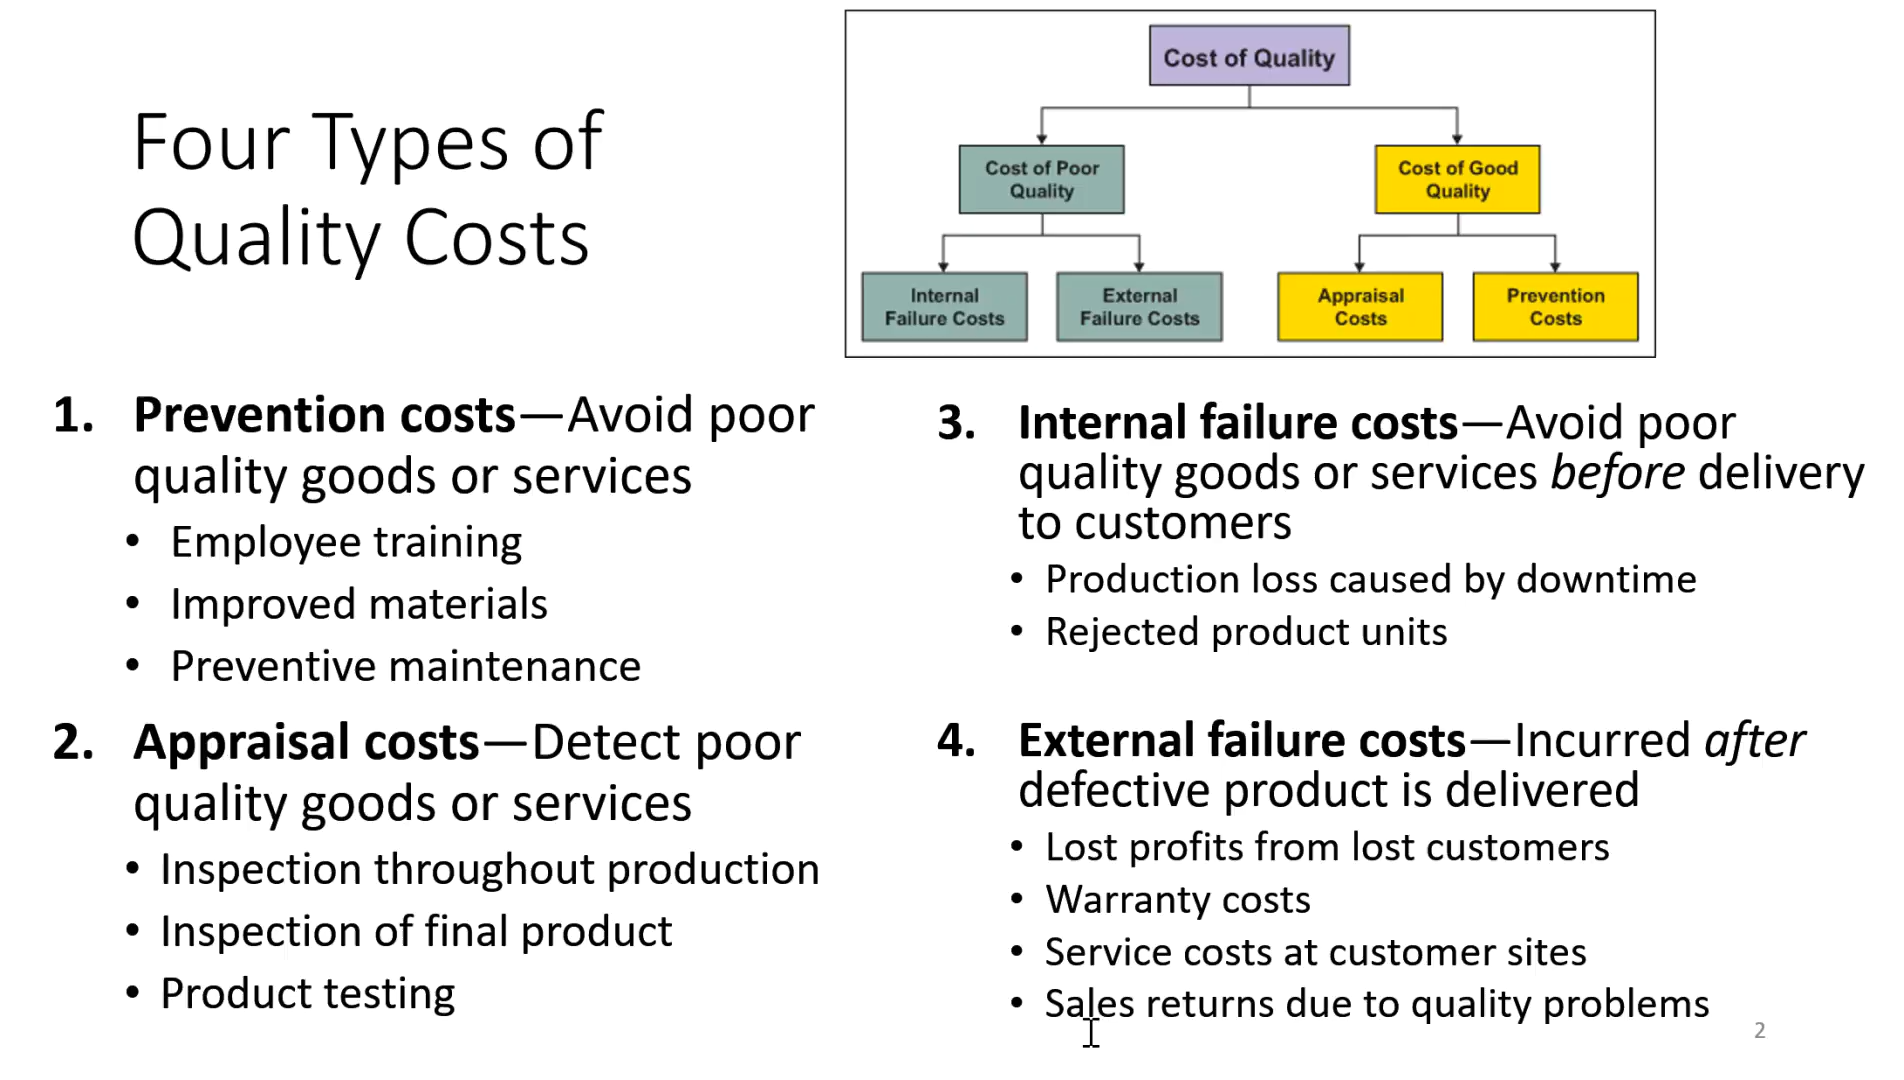 Four Types of
Quality Costs
Cost of Quality
Cost of Poor
Quality
Cost of Good
Quality
Internal
Failure Costs
External
Failure Costs
Appraisal
Costs
Prevention
Costs
1. Prevention costs—Avoid poor
quality goods or services
• Employee training
• Improved materials
• Preventive maintenance
2. Appraisal costs—Detect poor
quality goods or services
• Inspection throughout production
• Inspection of final product
• Product testing
3. Internal failure costs—Avoid poor
quality goods or services before delivery
to customers
• Production loss caused by downtime
• Rejected product units
4. External failure costs—Incurred after
defective product is delivered
• Lost profits from lost customers
• Warranty costs
• Service costs at customer sites
• Sales returns due to quality problems
2